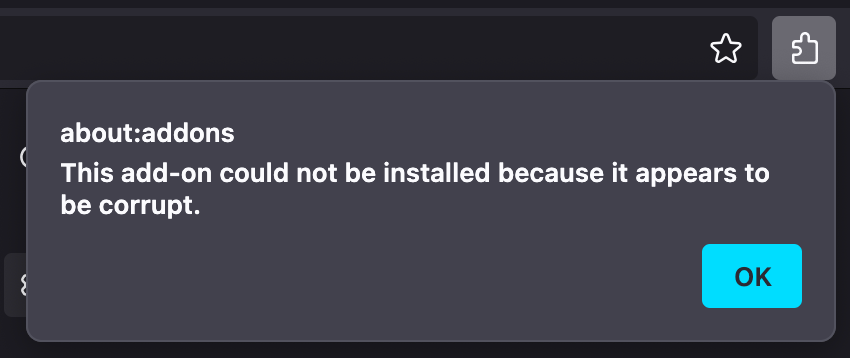 about:addons
This add-on could not be installed because it appears to
be corrupt.
OK